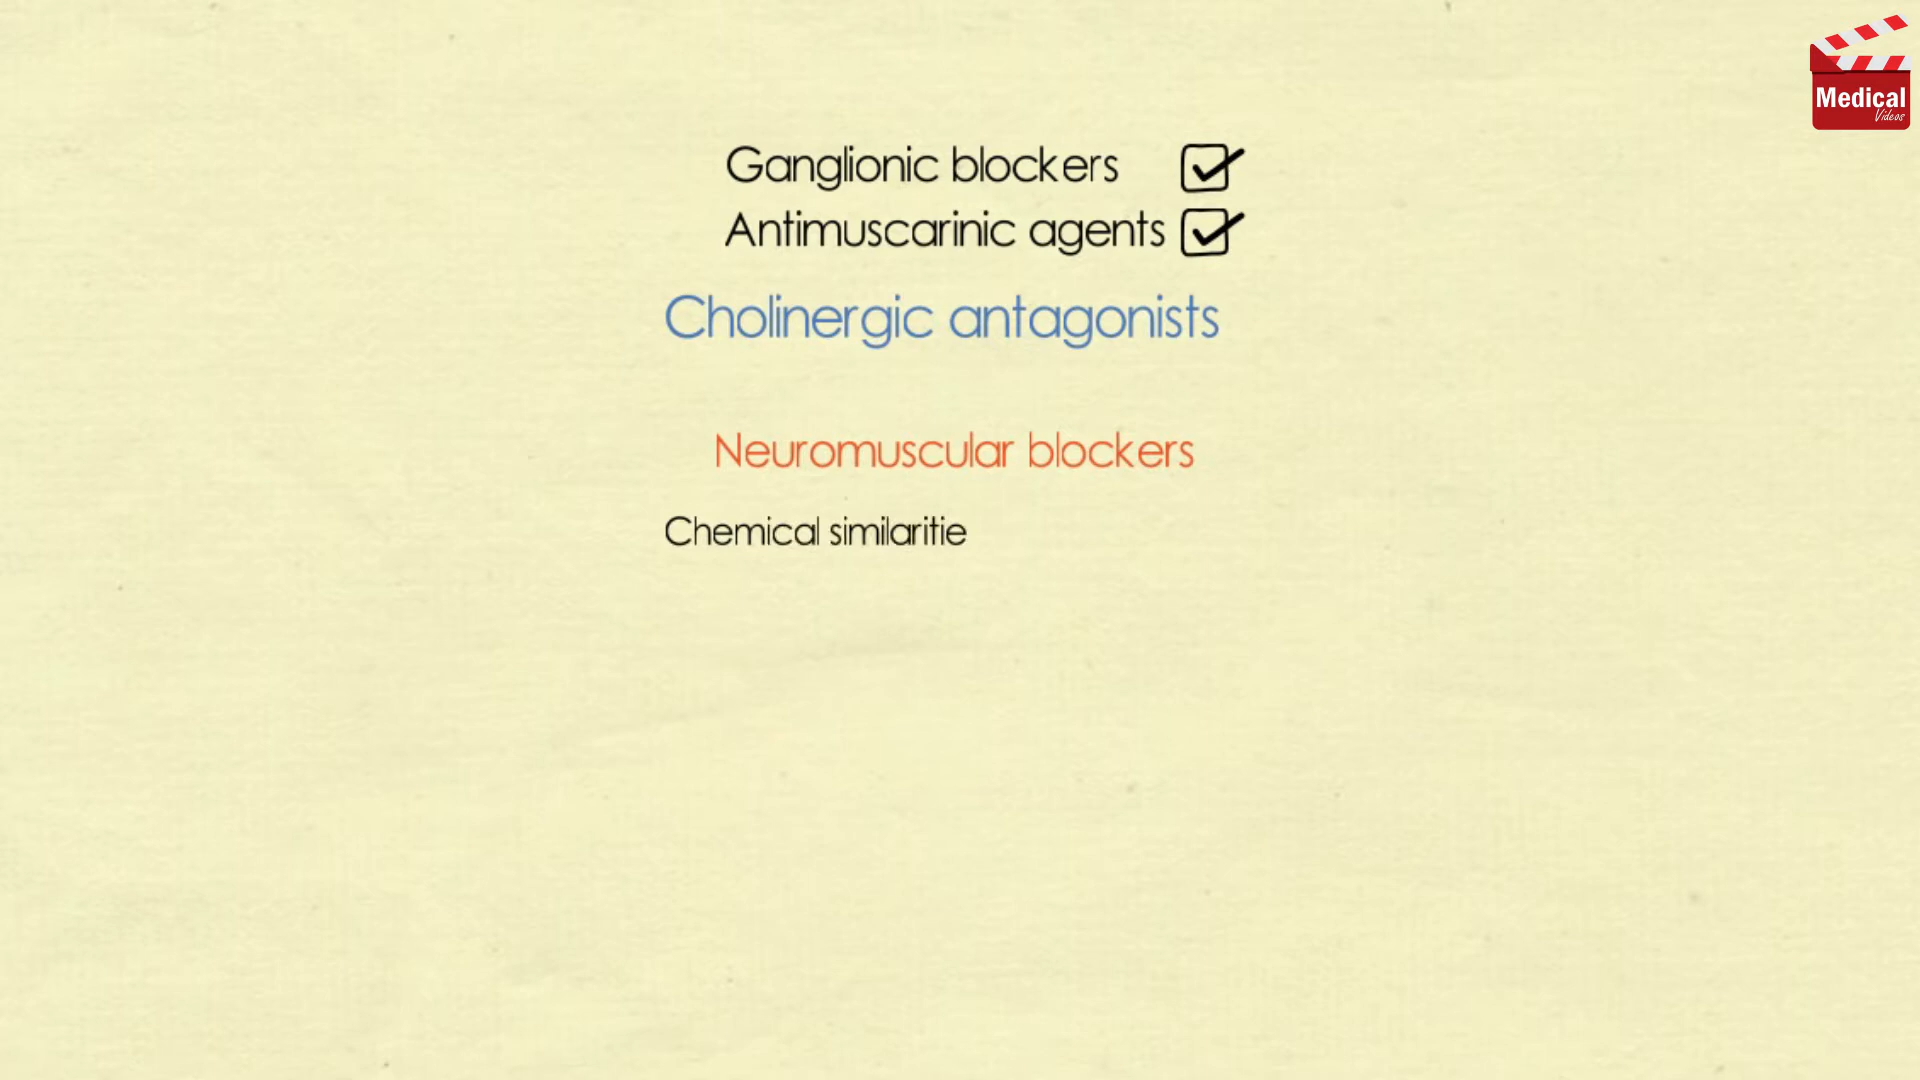 Medical
Videos
Ganglionic blockers
Antimuscarinic agents
Cholinergic antagonists
Neuromuscular blockers
Chemical similaritie